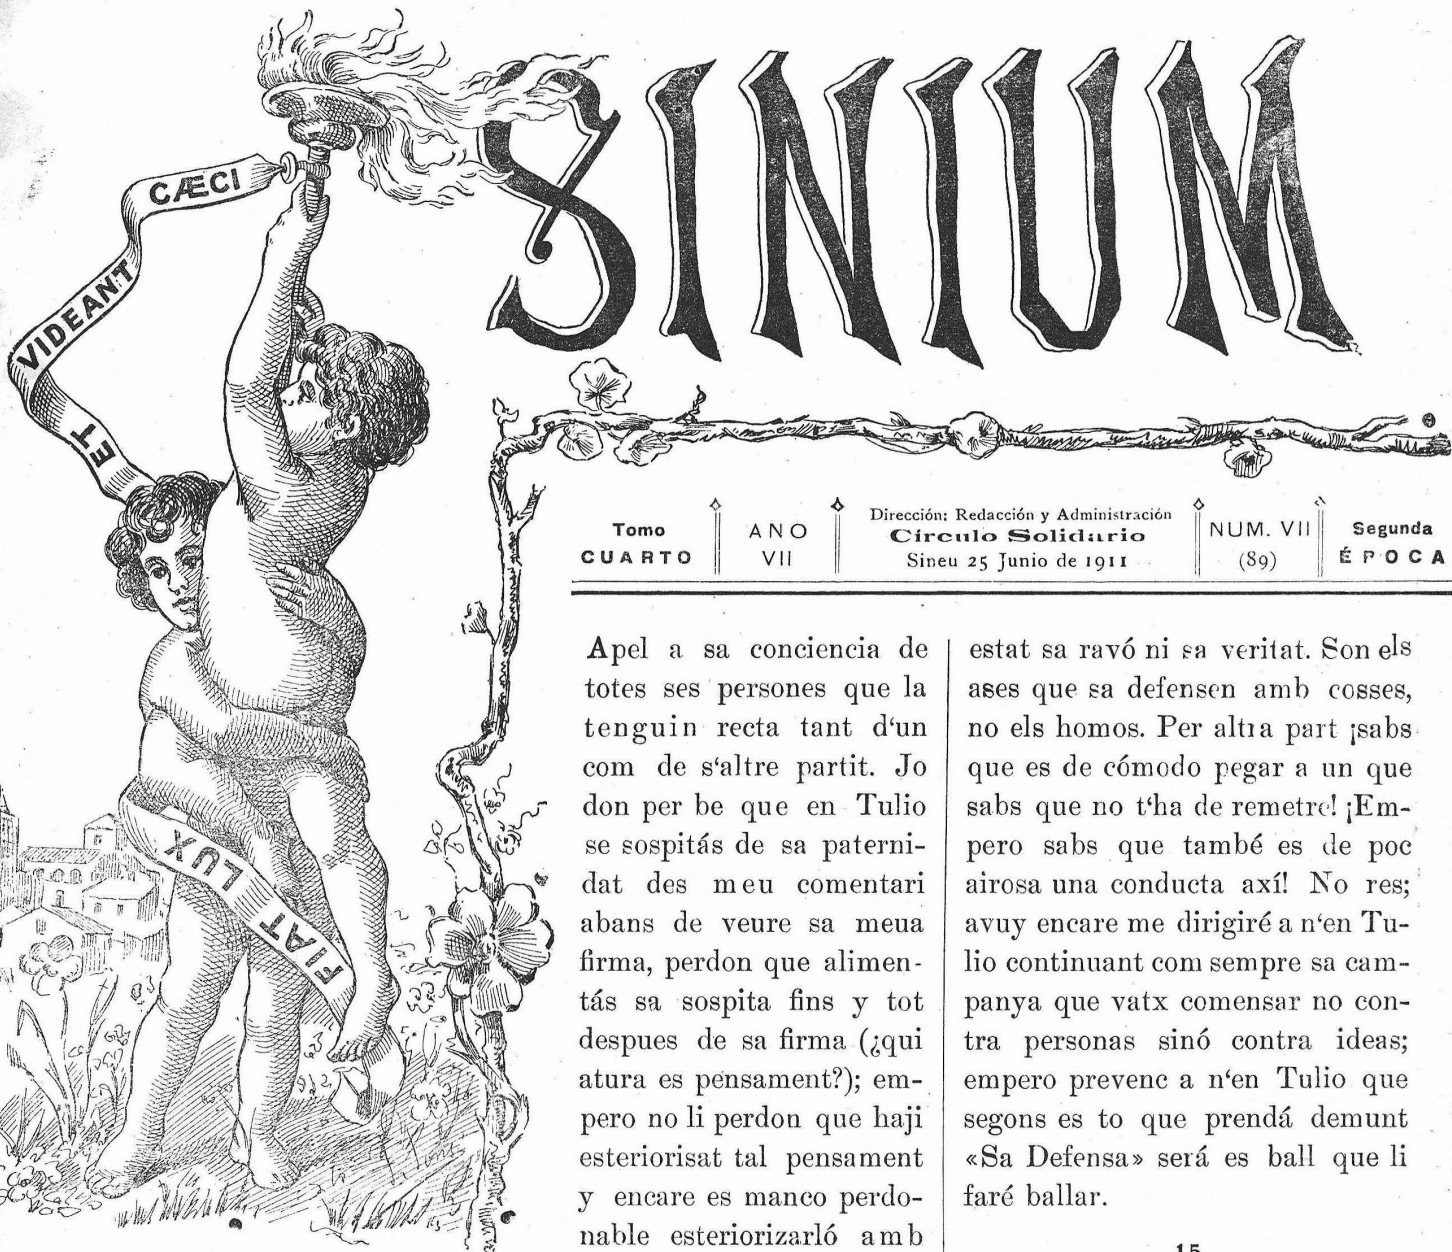 SINIUM
CÆCI
VIDEANT
ET
FIAT LUX
Tomo
CUARTO
ANO
VII
Dirección: Redacción y Administración
Círculo Solidario
Sineu 25 Junio de 1911
NUM. VII
(89)
Segunda
ÉPOCA
Apel a sa conciencia de
totes ses persones que la
tenguin recta tant d‘un
com de s‘altre partit. Jo
don per be que en Tulio
se sospitás de sa paterni-
dat des meu comentari
abans de veure sa meua
firma, perdon que alimen-
tás sa sospita fins y tot
despues de sa firma (¿qui
atura es pensament?); em-
pero no li perdon que haji
esteriorisat tal pensament
y encare es manco perdo-
nable esteriorizarló amb
estat sa ravó ni sa veritat. Son els
ases que sa defensen amb cosses,
no els homos. Per altra part ¡sabs
que es de cómodo pegar a un que
sabs que no t‘ha de remetre! ¡Em-
pero sabs que també es de poc
airosa una conducta axí! No res;
avuy encare me dirigiré a n‘en Tu-
lio continuant com sempre sa cam-
panya que vatx comensar no con-
tra personas sinó contra ideas;
empero prevenc a n‘en Tulio que
segons es to que prendá demunt
«Sa Defensa» será es ball que li
faré ballar.
15